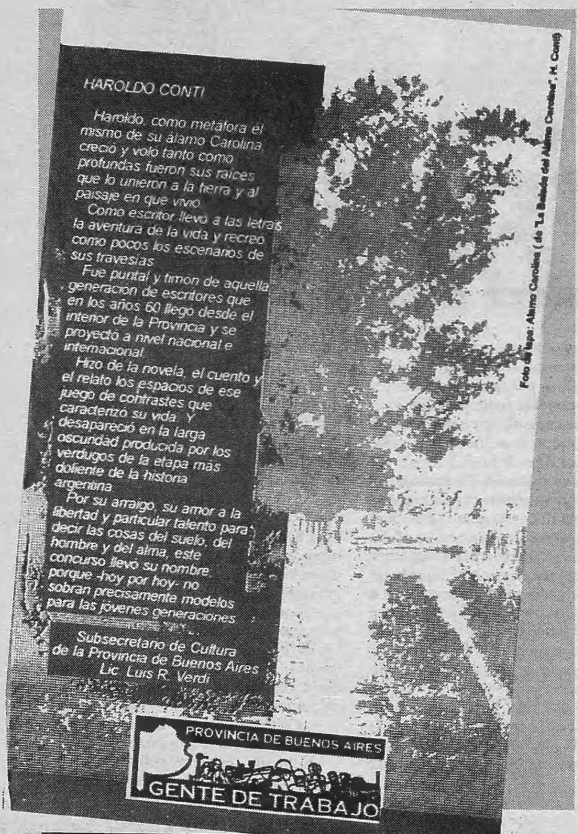 HAROLDO CONTI
Haroldo, como metáfora el
mismo de su álamo Carolina,
creció y voló tanto como
profundas fueron sus raíces
que lo unieron a la tierra y al
paisaje en que vivió.
Como escritor llevó a las letras
la aventura de la vida y recreó
como pocos los escenarios de
sus travesías.
Fue puntal y timón de aquella
generación de escritores que
en los años 60 llegó desde el
interior de la Provincia y se
proyectó a nivel nacional e
internacional.
Hizo de la novela, el cuento y
el relato los espacios de ese
juego de contrastes que
caracterizó su vida. Y
desapareció en la larga
oscuridad producida por los
verdugos de la etapa más
doliente de la historia
argentina.
Por su arraigo, su amor a la
libertad y particular talento para
decir las cosas del suelo, del
hombre y del alma, este
concurso llevó su nombre,
porque -hoy por hoy- no
sobran precisamente modelos
para las jóvenes generaciones.
Subsecretario de Cultura
de la Provincia de Buenos Aires
Lic. Luis R. Verdi
PROVINCIA DE BUENOS AIRES
GENTE DE TRABAJO
Foto de tapa: Alamo Carolina ( de "La Balada del Alamo Carolina", H. Conti)